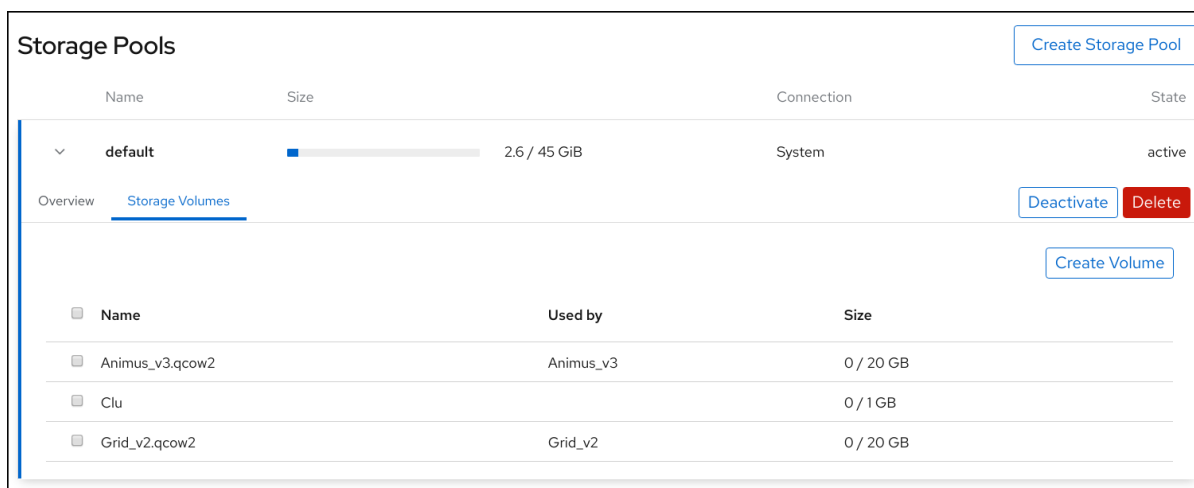 Storage Pools Create Storage Pool
Name Size Connection State
default 2.6 / 45 GiB System active
Overview Storage Volumes Deactivate Delete
Create Volume
Name Used by Size
Animus_v3.qcow2 Animus_v3 0 / 20 GB
Clu 0 / 1 GB
Grid_v2.qcow2 Grid_v2 0 / 20 GB